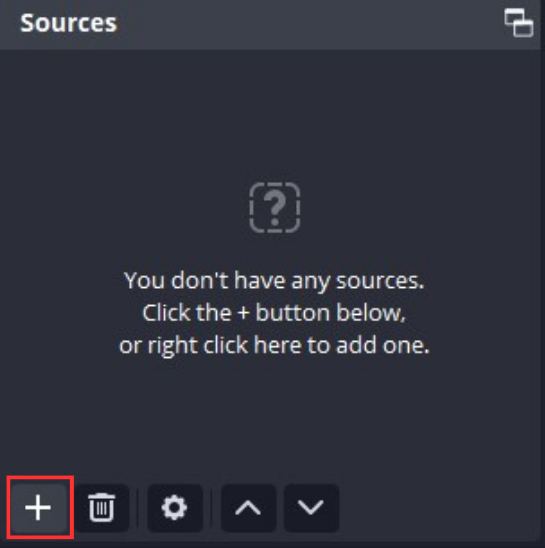 Sources
You don't have any sources.
Click the + button below,
or right click here to add one.